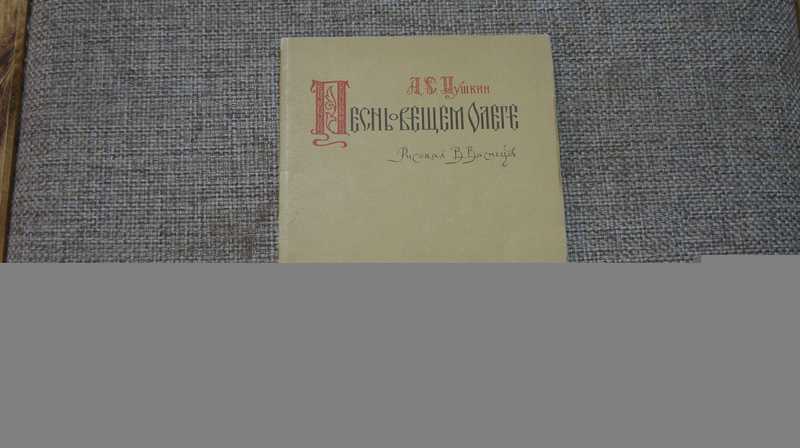 А. С. Пушкин
Песнь о вещем Олеге
Рисовал В. Васнецов